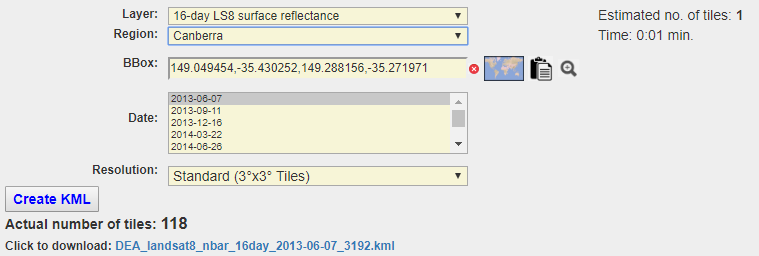 Layer: 16-day LS8 surface reflectance Estimated no. of tiles: 1
Region: Canberra Time: 0:01 min.
BBox: 149.049454,-35.430252,149.288156,-35.271971
Date: 2013-06-07
2013-09-11
2013-12-16
2014-03-22
2014-06-26
Resolution: Standard (3°x3° Tiles)
Create KML
Actual number of tiles: 118
Click to download: DEA_landsat8_nbar_16day_2013-06-07_3192.kml